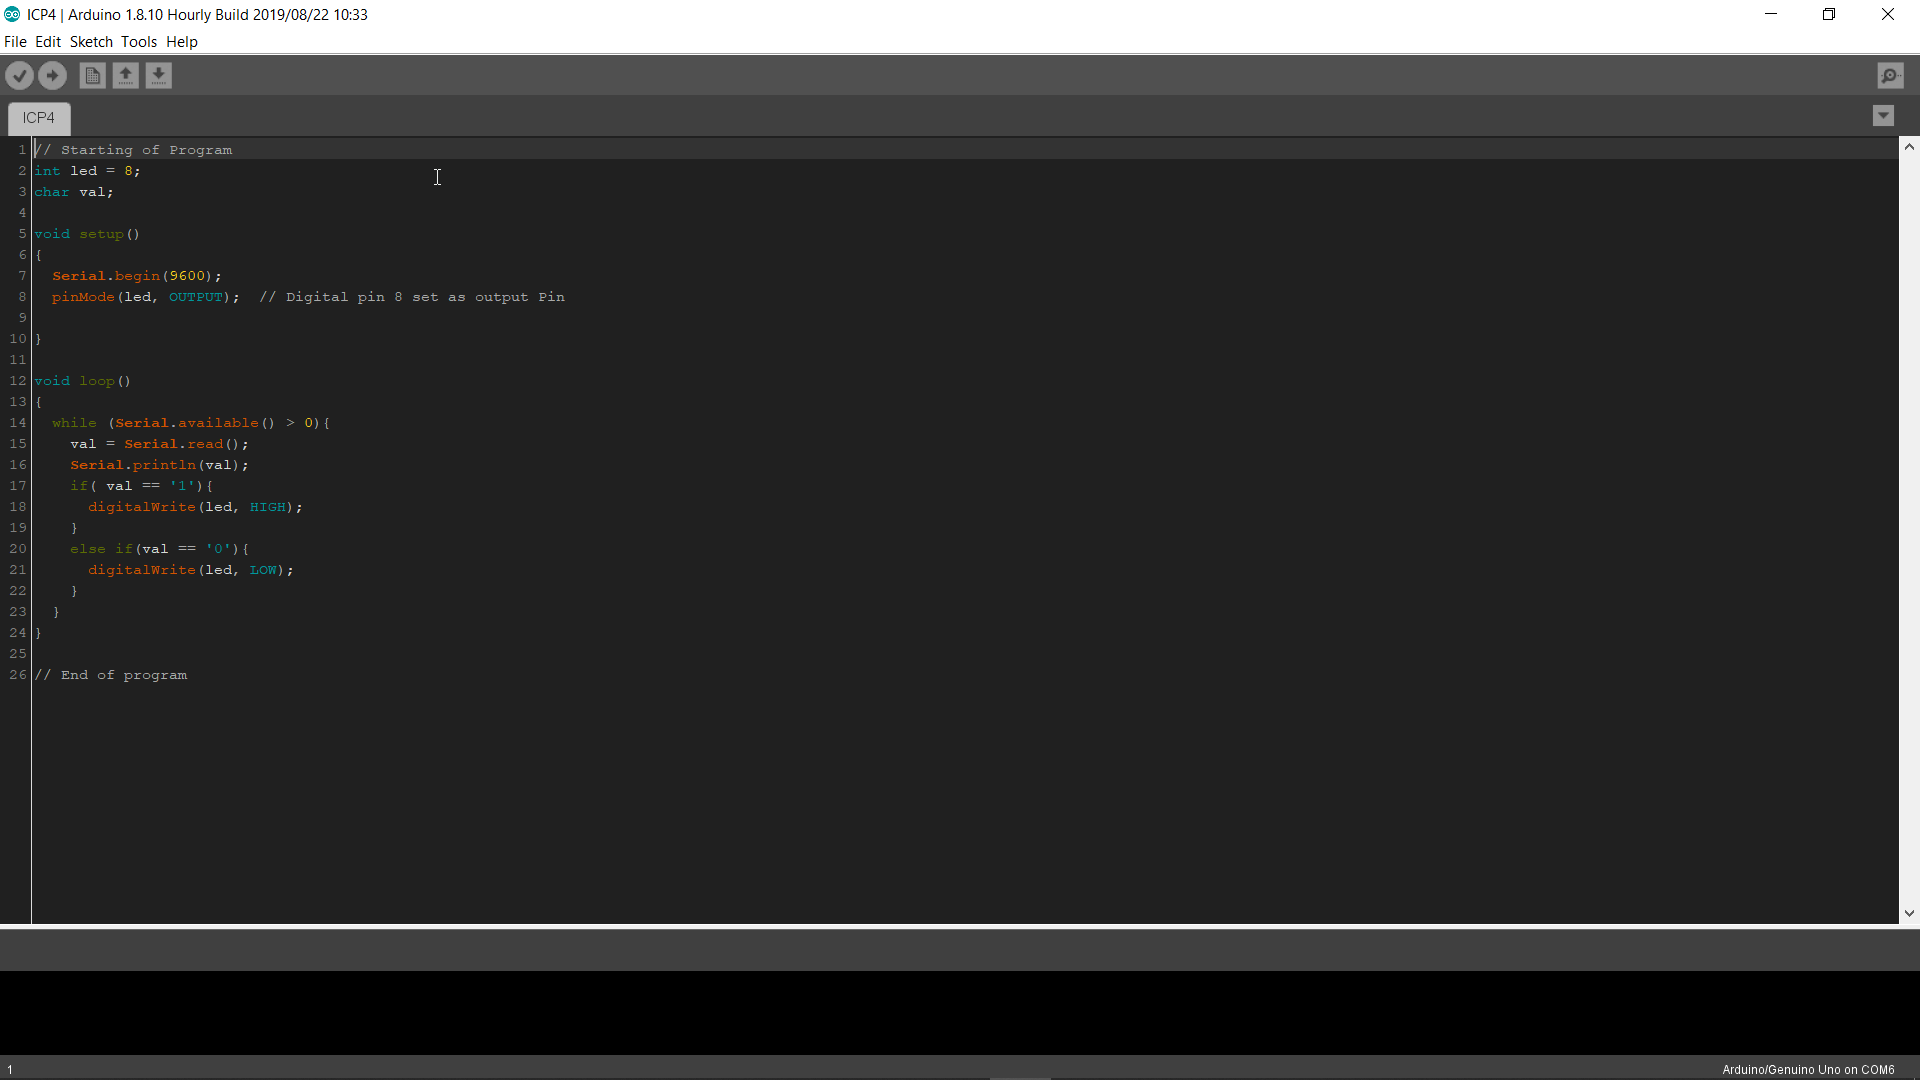 ICP4 | Arduino 1.8.10 Hourly Build 2019/08/22 10:33
File Edit Sketch Tools Help
ICP4
1 // Starting of Program
2 int led = 8;
3 char val;
4
5 void setup()
6 {
7   Serial.begin(9600);
8   pinMode(led, OUTPUT);  // Digital pin 8 set as output Pin
9
10 }
11
12 void loop()
13 {
14   while (Serial.available() > 0){
15     val = Serial.read();
16     Serial.println(val);
17     if( val == '1'){
18       digitalWrite(led, HIGH);
19     }
20     else if(val == '0'){
21       digitalWrite(led, LOW);
22     }
23   }
24 }
25
26 // End of program
1
Arduino/Genuino Uno on COM6